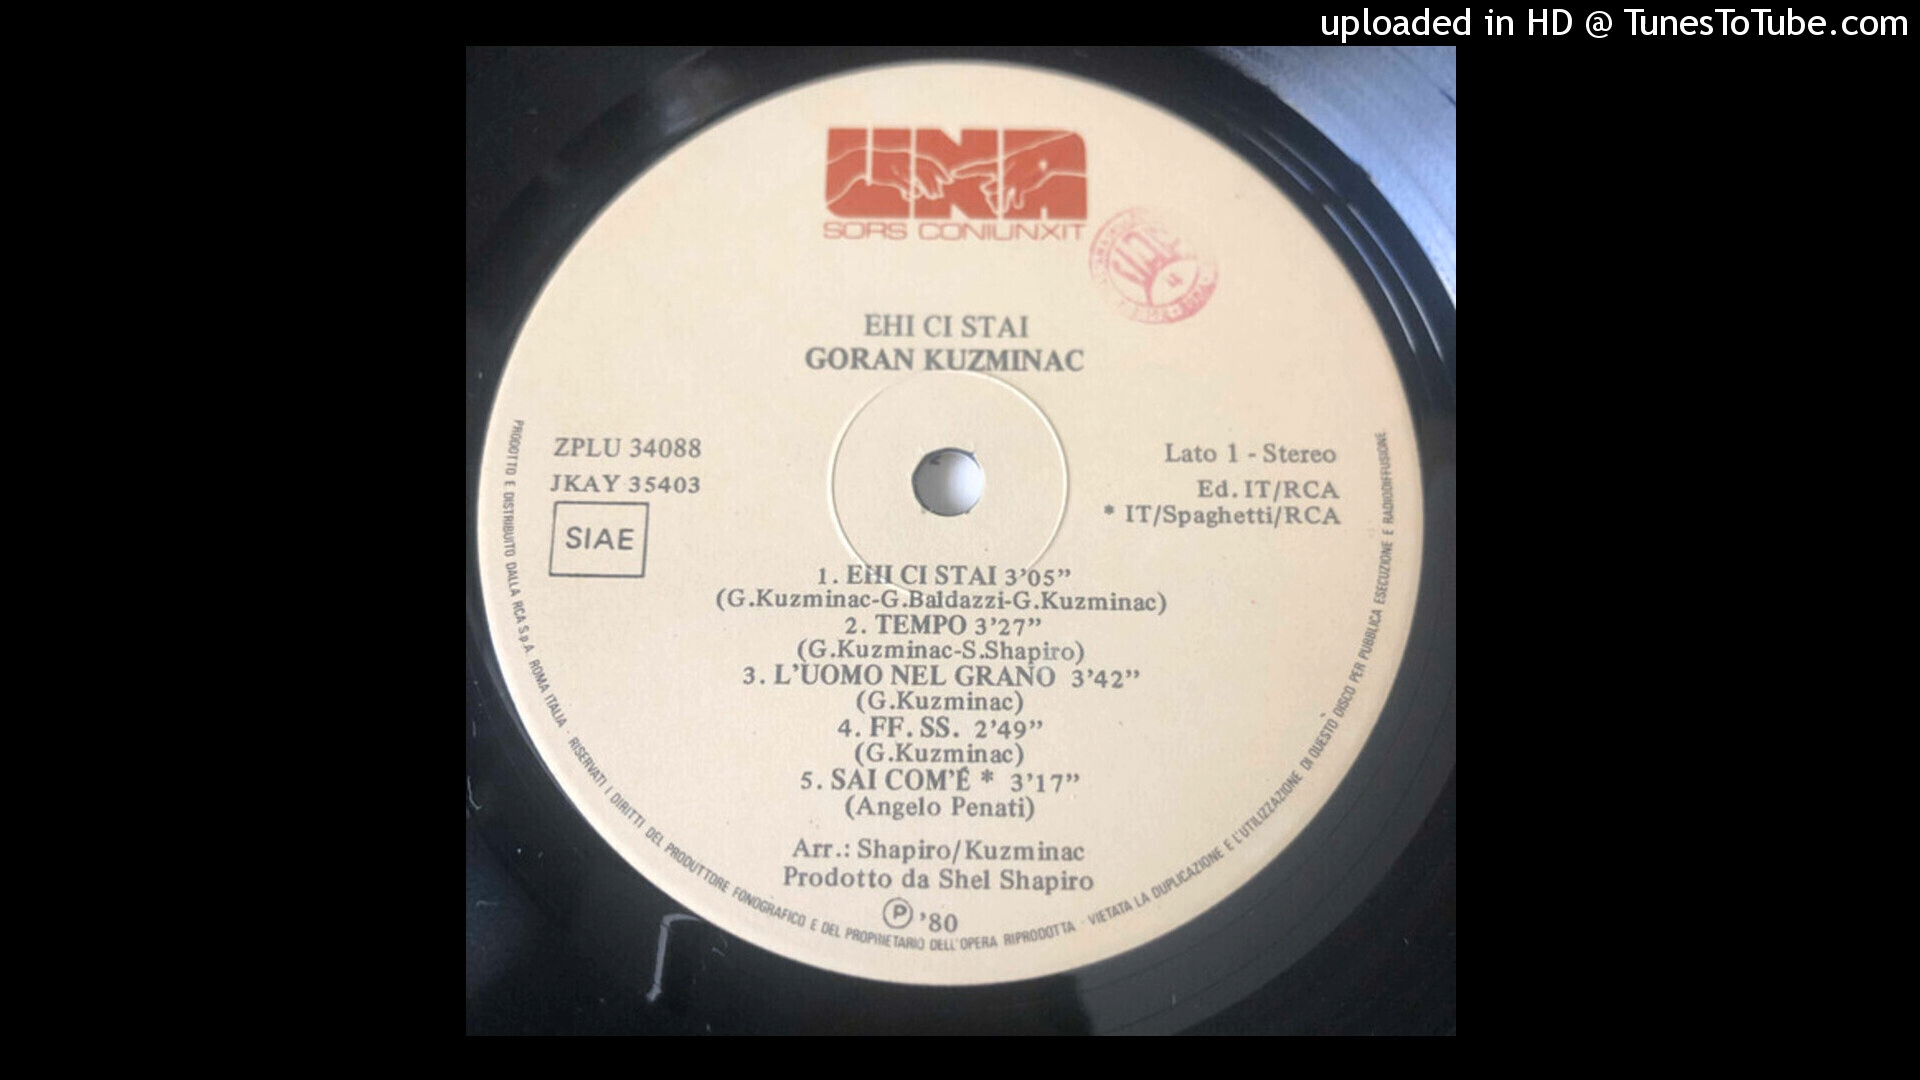 uploaded in HD @ TunesToTube.com
UNA
SORS CONIUNXIT
EHI CI STAI
GORAN KUZMINAC
ZPLU 34088
JKAY 35403
SIAE
Lato 1 - Stereo
Ed. IT/RCA
* IT/Spaghetti/RCA
1. EHI CI STAI 3’05”
(G.Kuzminac-G.Baldazzi-G.Kuzminac)
2. TEMPO 3’27”
(G.Kuzminac-S.Shapiro)
3. L’UOMO NEL GRANO 3’42”
(G.Kuzminac)
4. FF. SS. 2’49”
(G.Kuzminac)
5. SAI COM’É * 3’17”
(Angelo Penati)
Arr.: Shapiro/Kuzminac
Prodotto da Shel Shapiro
Ⓟ ’80
PRODOTTO E DISTRIBUITO DALLA RCA S.p.A. ROMA ITALIA · RISERVATI I DIRITTI DEL PRODUTTORE FONOGRAFICO E DEL PROPRIETARIO DELL’OPERA RIPRODOTTA · VIETATA LA DUPLICAZIONE E L’UTILIZZAZIONE DI QUESTO DISCO PER PUBBLICA ESECUZIONE E RADIODIFFUSIONE.